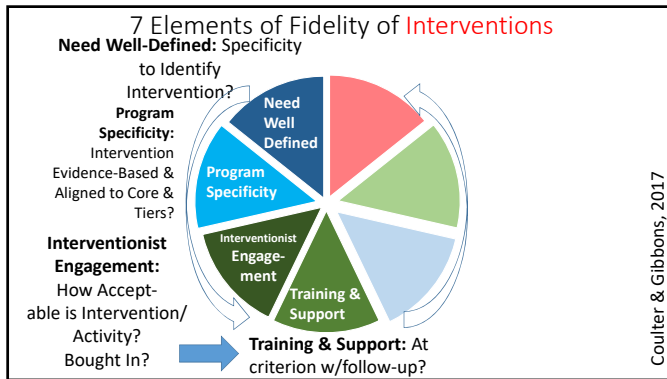 7 Elements of Fidelity of Interventions
Need Well-Defined: Specificity
to Identify
Intervention?
Program
Specificity:
Intervention
Evidence-Based &
Aligned to Core &
Tiers?
Interventionist
Engagement:
How Accept-
able is Intervention/
Activity?
Bought In?
Need
Well
Defined
Program
Specificity
Interventionist
Engage-
ment
Training &
Support
Training & Support: At
criterion w/follow-up?
Coulter & Gibbons, 2017